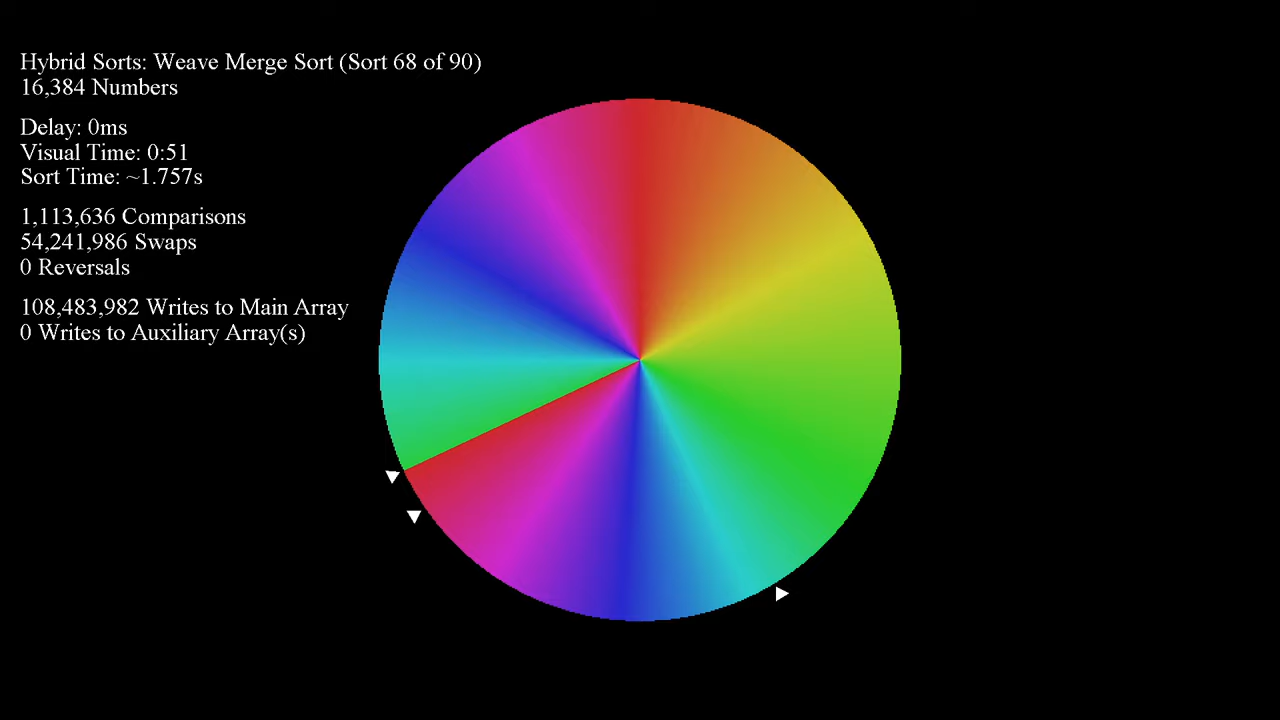 Hybrid Sorts: Weave Merge Sort (Sort 68 of 90)
16,384 Numbers
Delay: 0ms
Visual Time: 0:51
Sort Time: ~1.757s
1,113,636 Comparisons
54,241,986 Swaps
0 Reversals
108,483,982 Writes to Main Array
0 Writes to Auxiliary Array(s)